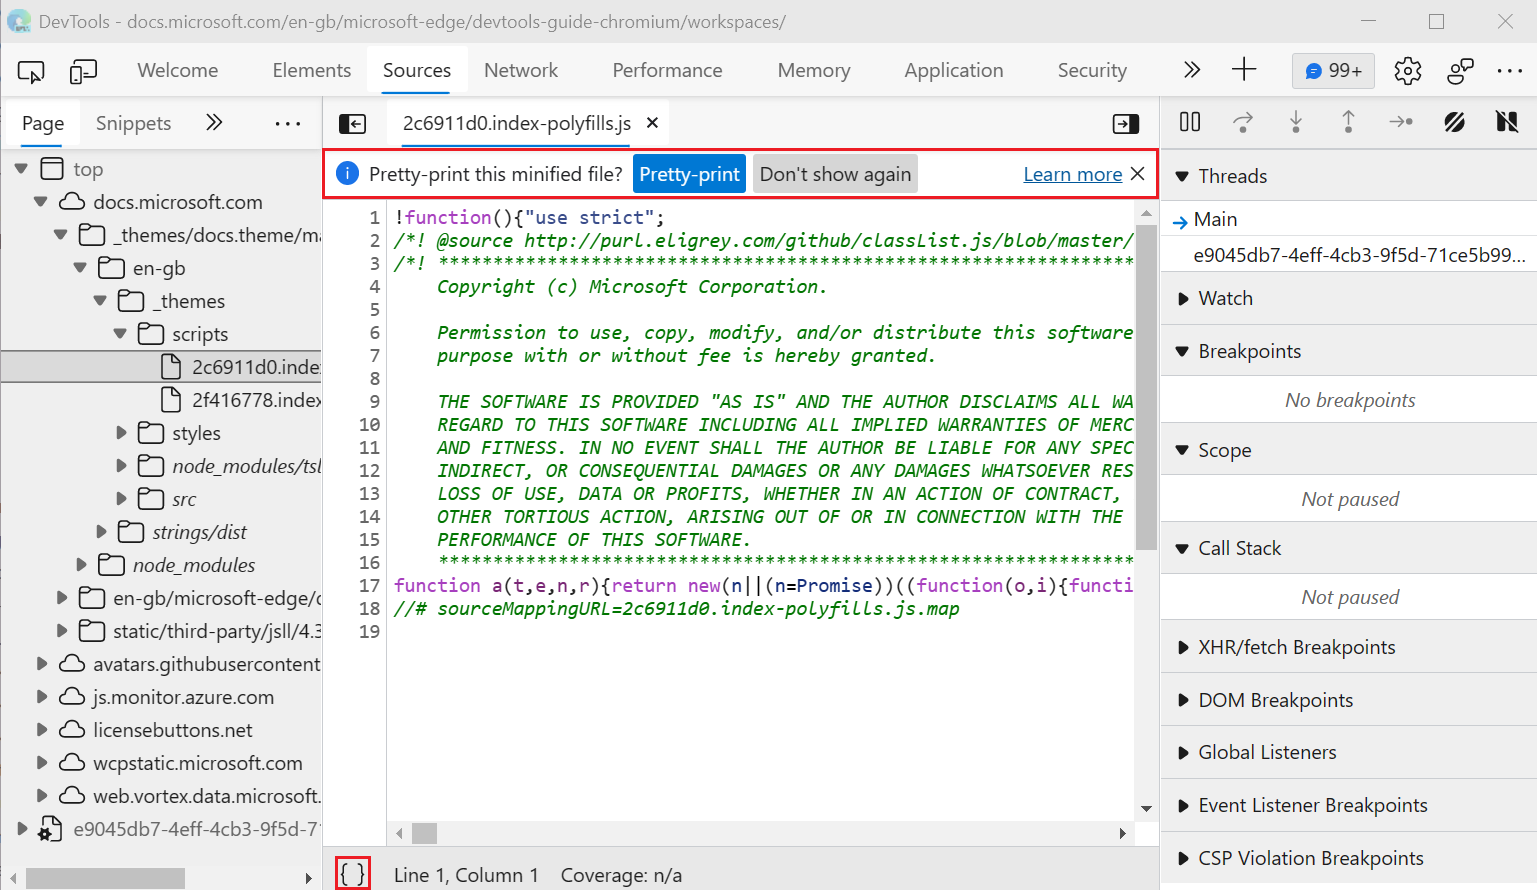 DevTools - docs.microsoft.com/en-gb/microsoft-edge/devtools-guide-chromium/workspaces/
Welcome Elements Sources Network Performance Memory Application Security 99+
Page Snippets
2c6911d0.index-polyfills.js
Pretty-print this minified file? Pretty-print Don't show again Learn more
top
docs.microsoft.com
_themes/docs.theme/ma
en-gb
_themes
scripts
2c6911d0.inde
2f416778.index
styles
node_modules/tsl
src
strings/dist
node_modules
en-gb/microsoft-edge/
static/third-party/jsll/4.3
avatars.githubusercontent
js.monitor.azure.com
licensebuttons.net
wcpstatic.microsoft.com
web.vortex.data.microsoft.
e9045db7-4eff-4cb3-9f5d-7
1 !function(){"use strict";
2 /*! @source http://purl.eligrey.com/github/classList.js/blob/master/
3 /*! ****************************************************************
4 Copyright (c) Microsoft Corporation.
5
6 Permission to use, copy, modify, and/or distribute this software
7 purpose with or without fee is hereby granted.
8
9 THE SOFTWARE IS PROVIDED "AS IS" AND THE AUTHOR DISCLAIMS ALL WA
10 REGARD TO THIS SOFTWARE INCLUDING ALL IMPLIED WARRANTIES OF MERC
11 AND FITNESS. IN NO EVENT SHALL THE AUTHOR BE LIABLE FOR ANY SPEC
12 INDIRECT, OR CONSEQUENTIAL DAMAGES OR ANY DAMAGES WHATSOEVER RES
13 LOSS OF USE, DATA OR PROFITS, WHETHER IN AN ACTION OF CONTRACT,
14 OTHER TORTIOUS ACTION, ARISING OUT OF OR IN CONNECTION WITH THE
15 PERFORMANCE OF THIS SOFTWARE.
16 ****************************************************************
17 function a(t,e,n,r){return new(n||(n=Promise))((function(o,i){functi
18 //# sourceMappingURL=2c6911d0.index-polyfills.js.map
19
{ } Line 1, Column 1 Coverage: n/a
Threads
Main
e9045db7-4eff-4cb3-9f5d-71ce5b99...
Watch
Breakpoints
No breakpoints
Scope
Not paused
Call Stack
Not paused
XHR/fetch Breakpoints
DOM Breakpoints
Global Listeners
Event Listener Breakpoints
CSP Violation Breakpoints